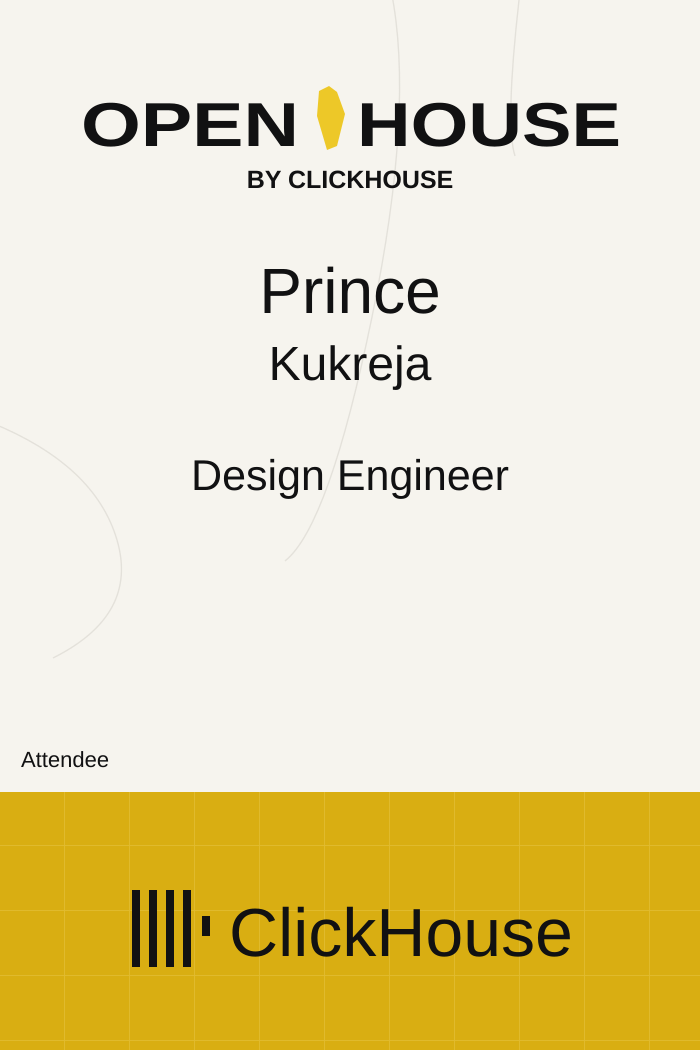 OPEN HOUSE
BY CLICKHOUSE
Prince
Kukreja
Design Engineer
Attendee
ClickHouse